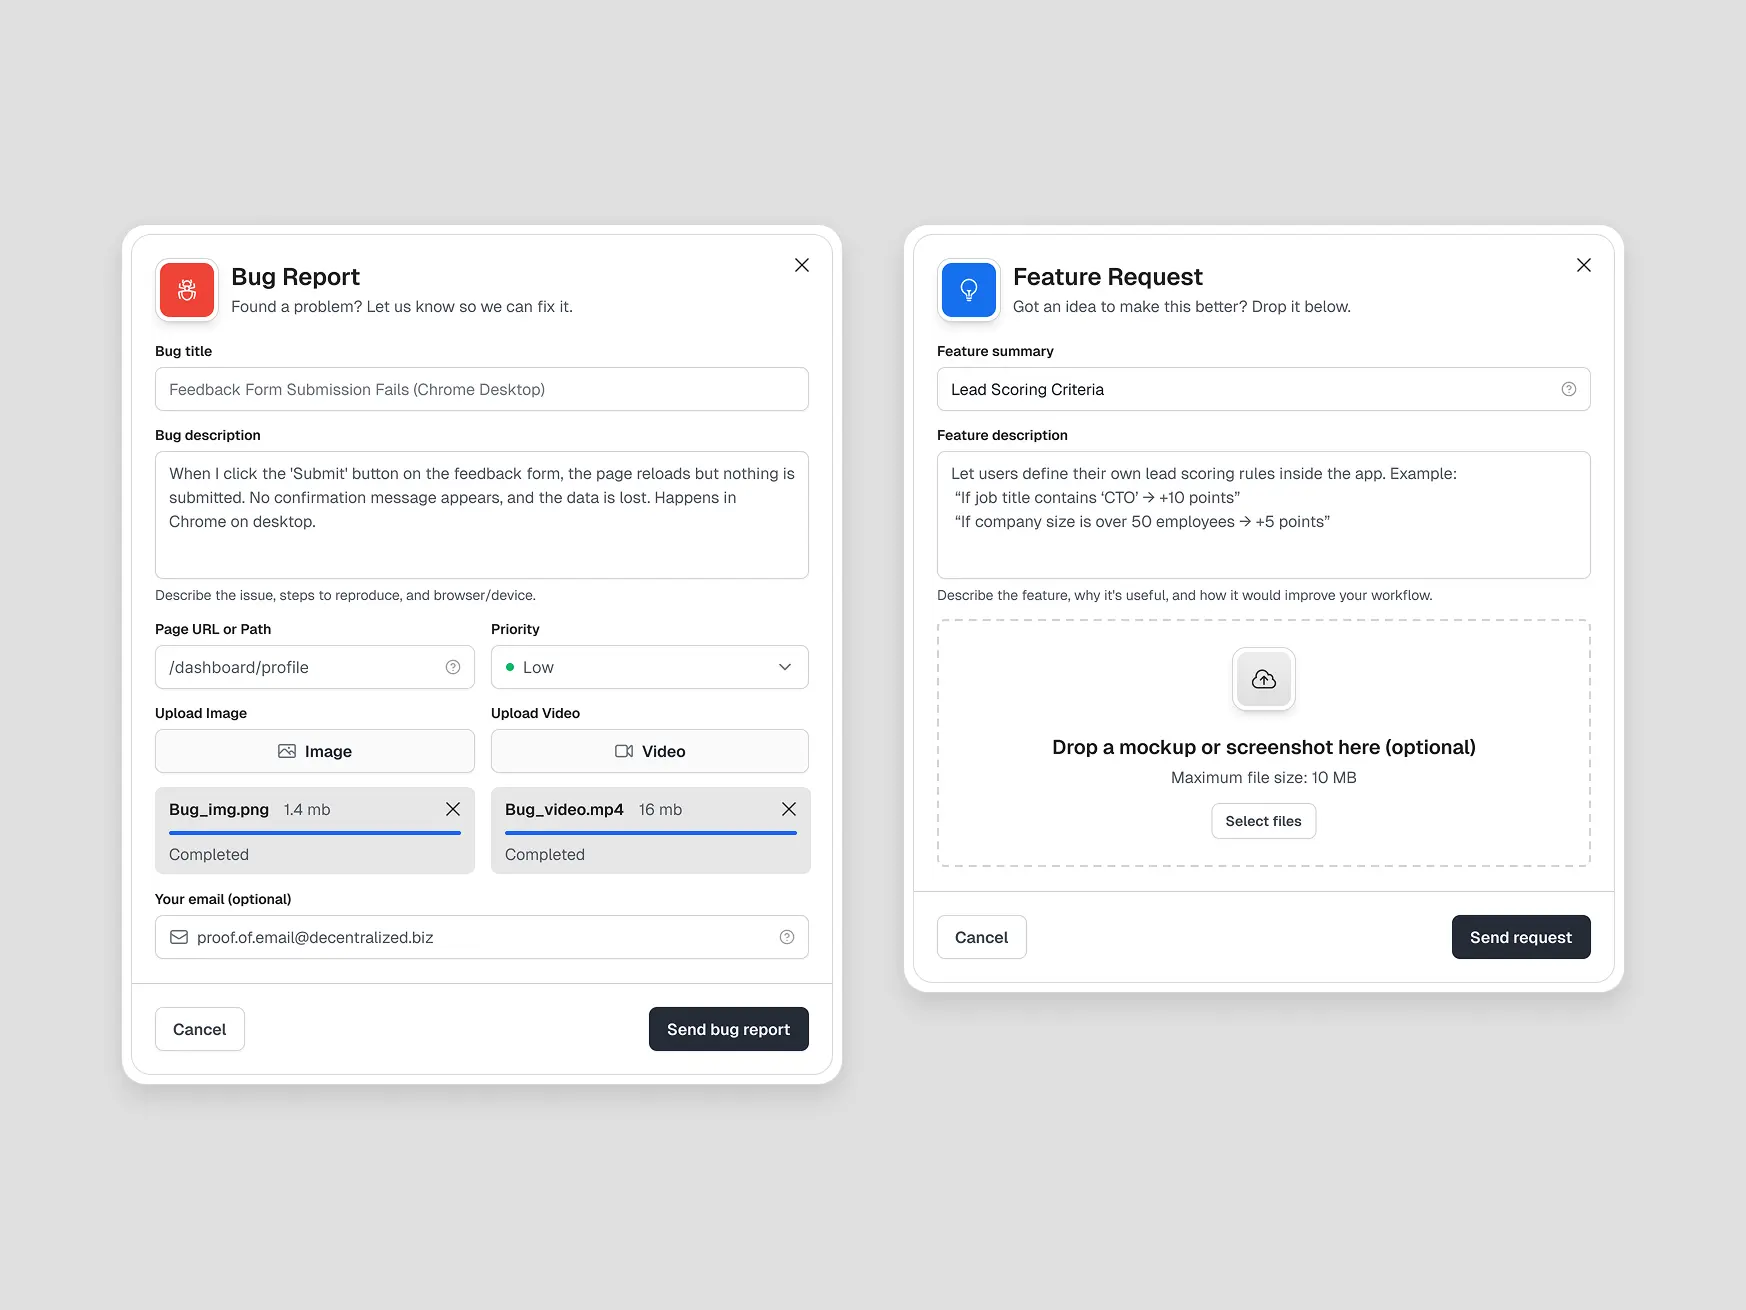 Bug Report
Found a problem? Let us know so we can fix it.
Bug title
Feedback Form Submission Fails (Chrome Desktop)
Bug description
When I click the 'Submit' button on the feedback form, the page reloads but nothing is
submitted. No confirmation message appears, and the data is lost. Happens in
Chrome on desktop.
Describe the issue, steps to reproduce, and browser/device.
Page URL or Path
Priority
/dashboard/profile
Low
Upload Image
Upload Video
Image
Video
Bug_img.png 1.4 mb
Completed
Bug_video.mp4 16 mb
Completed
Your email (optional)
proof.of.email@decentralized.biz
Cancel
Send bug report
Feature Request
Got an idea to make this better? Drop it below.
Feature summary
Lead Scoring Criteria
Feature description
Let users define their own lead scoring rules inside the app. Example:
“If job title contains ‘CTO’ → +10 points”
“If company size is over 50 employees → +5 points”
Describe the feature, why it's useful, and how it would improve your workflow.
Drop a mockup or screenshot here (optional)
Maximum file size: 10 MB
Select files
Cancel
Send request